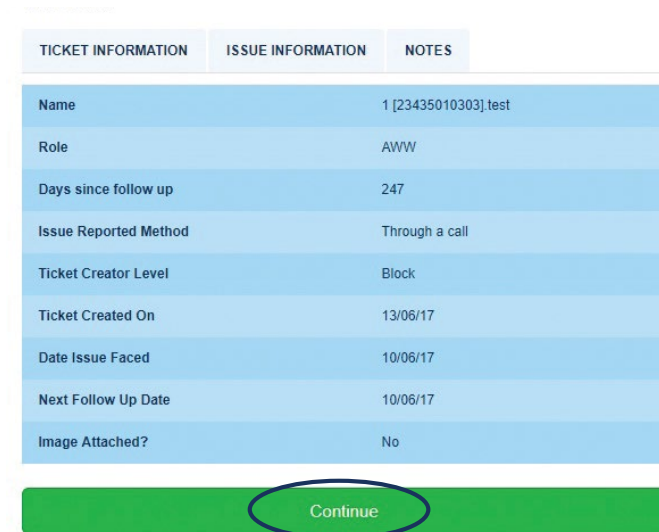 TICKET INFORMATION ISSUE INFORMATION NOTES
Name 1 [23435010303].test
Role AWW
Days since follow up 247
Issue Reported Method Through a call
Ticket Creator Level Block
Ticket Created On 13/06/17
Date Issue Faced 10/06/17
Next Follow Up Date 10/06/17
Image Attached? No
Continue